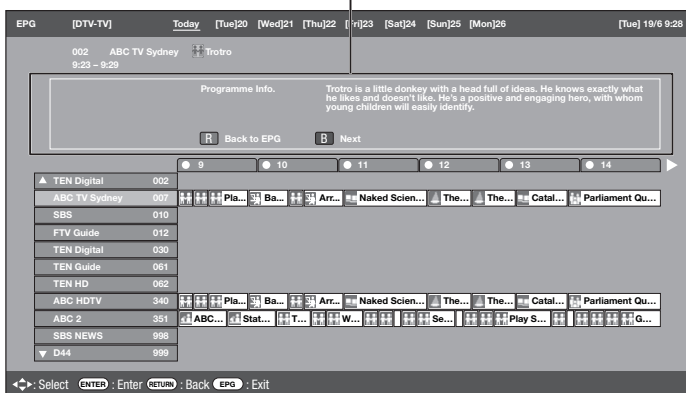 EPG [DTV-TV] Today [Tue]20 [Wed]21 [Thu]22 [Fri]23 [Sat]24 [Sun]25 [Mon]26 [Tue] 19/6 9:28
002 ABC TV Sydney Trotro
9:23 – 9:29
Programme Info. Trotro is a little donkey with a head full of ideas. He knows exactly what
he likes and doesn't like. He's a positive and engaging hero, with whom
young children will easily identify.
R Back to EPG B Next
9 10 11 12 13 14
TEN Digital 002
ABC TV Sydney 007 Pla... Ba... Arr... Naked Scien... The... The... Catal... Parliament Qu...
SBS 010
FTV Guide 012
TEN Digital 030
TEN Guide 061
TEN HD 062
ABC HDTV 340 Pla... Ba... Arr... Naked Scien... The... The... Catal... Parliament Qu...
ABC 2 351 ABC... Stat... T... W... Se... Play S... G...
SBS NEWS 996
D44 999
: Select ENTER : Enter RETURN : Back EPG : Exit